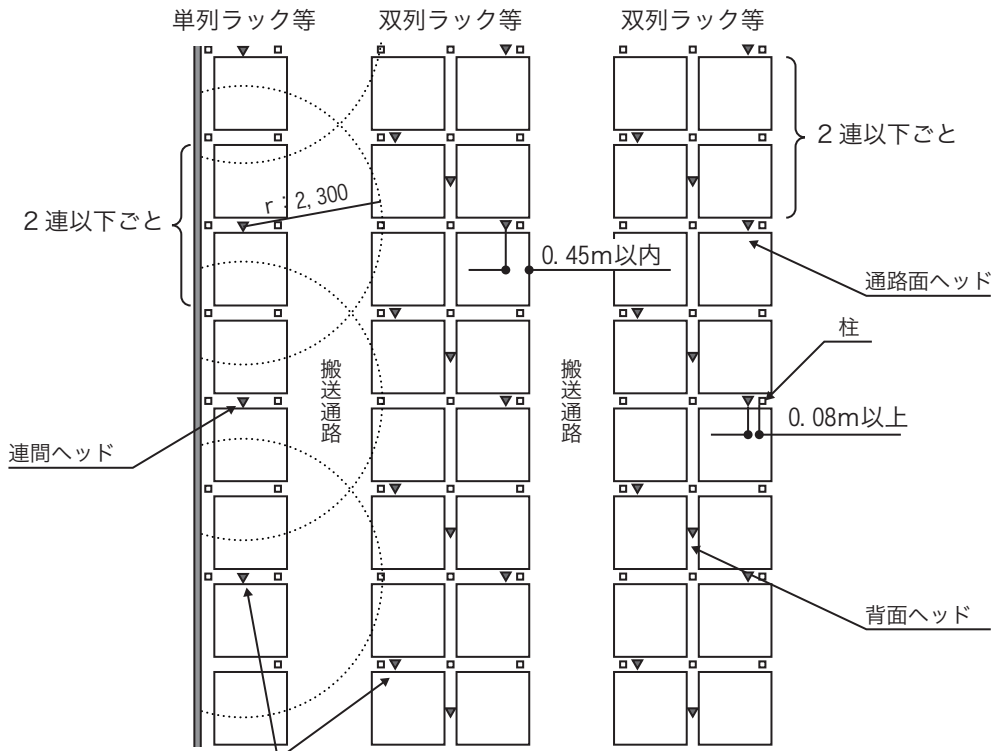 単列ラック等
双列ラック等
双列ラック等
２連以下ごと
２連以下ごと
r：2,300
0.45m以内
通路面ヘッド
柱
搬送通路
搬送通路
0.08m以上
連間ヘッド
背面ヘッド